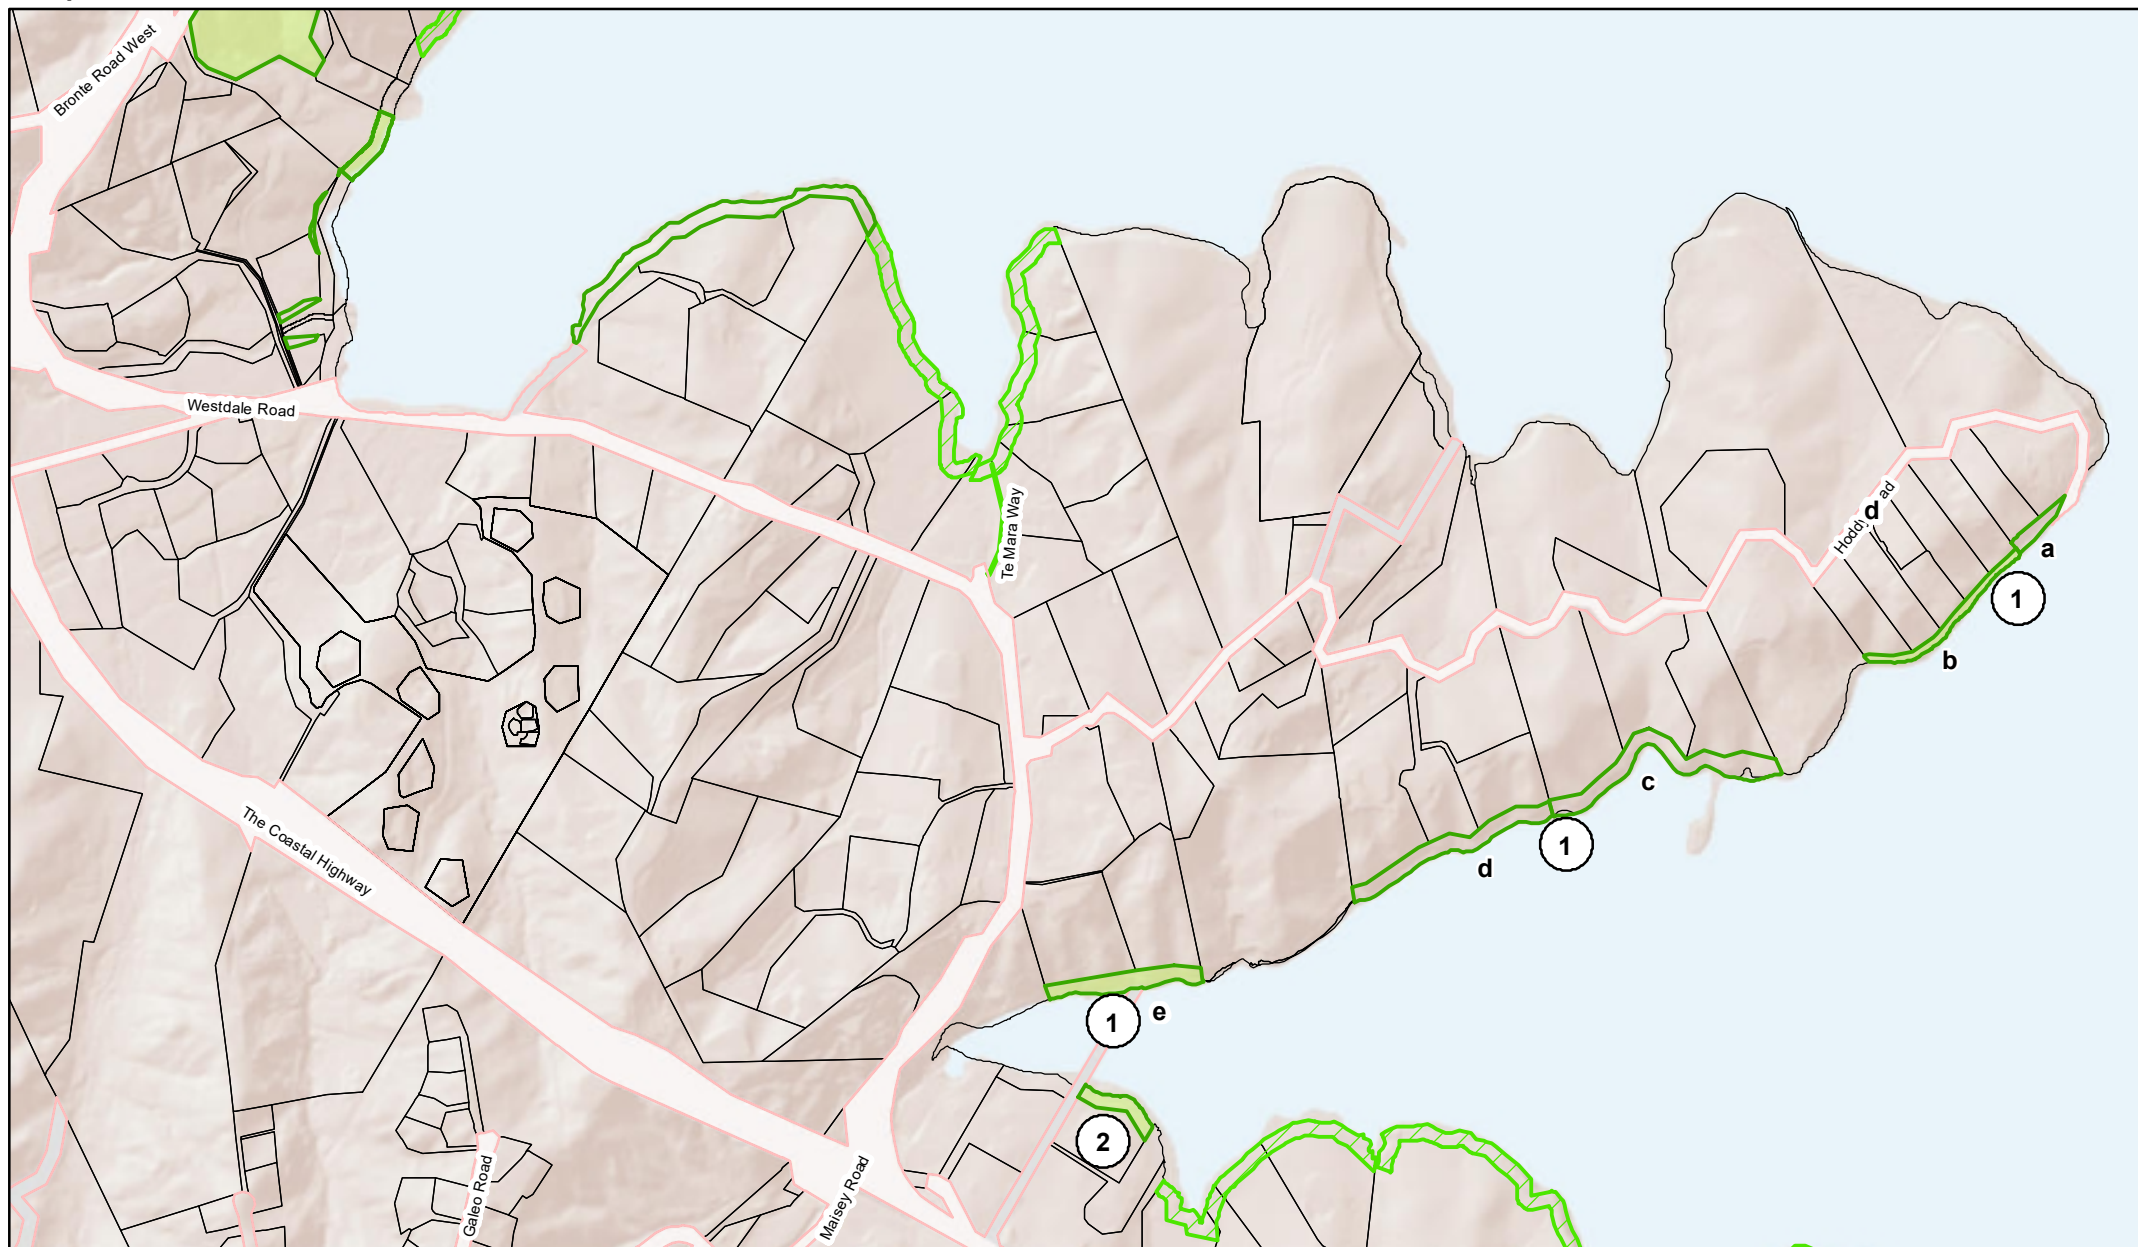 Bronte Road West
Westdale Road
Te Mara Way
d
a
1
b
c
1
d
The Coastal Highway
1
e
2
Galeo Road
Maisey Road